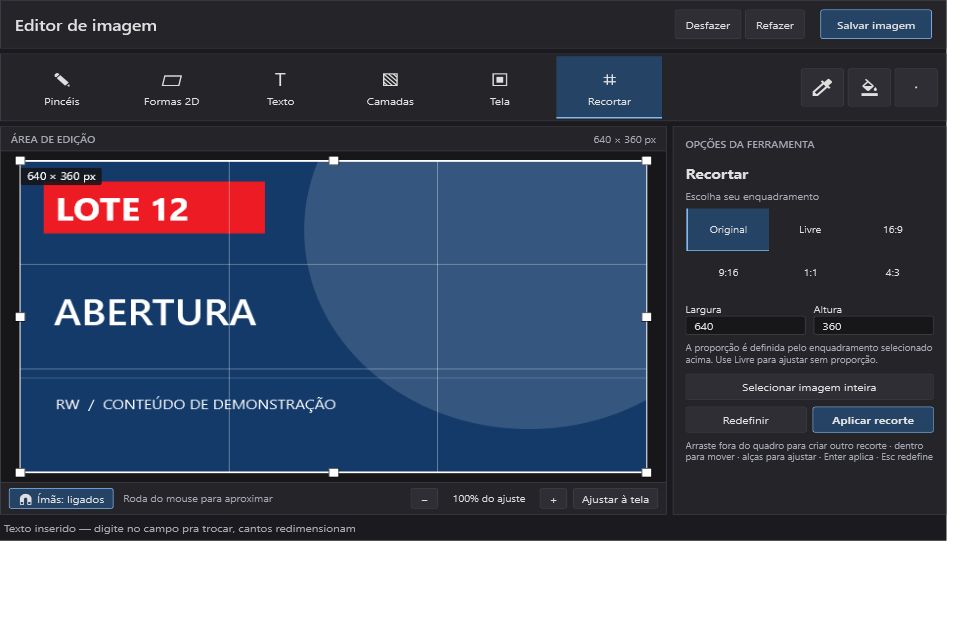 Editor de imagem
Desfazer
Refazer
Salvar imagem
Pincéis
Formas 2D
T
Texto
Camadas
Tela
Recortar
ÁREA DE EDIÇÃO
640 × 360 px
640 × 360 px
LOTE 12
ABERTURA
RW / CONTEÚDO DE DEMONSTRAÇÃO
Ímãs: ligados
Roda do mouse para aproximar
−
100% do ajuste
+
Ajustar à tela
OPÇÕES DA FERRAMENTA
Recortar
Escolha seu enquadramento
Original
Livre
16:9
9:16
1:1
4:3
Largura
Altura
640
360
A proporção é definida pelo enquadramento selecionado
acima. Use Livre para ajustar sem proporção.
Selecionar imagem inteira
Redefinir
Aplicar recorte
Arraste fora do quadro para criar outro recorte · dentro
para mover · alças para ajustar · Enter aplica · Esc redefine
Texto inserido — digite no campo pra trocar, cantos redimensionam